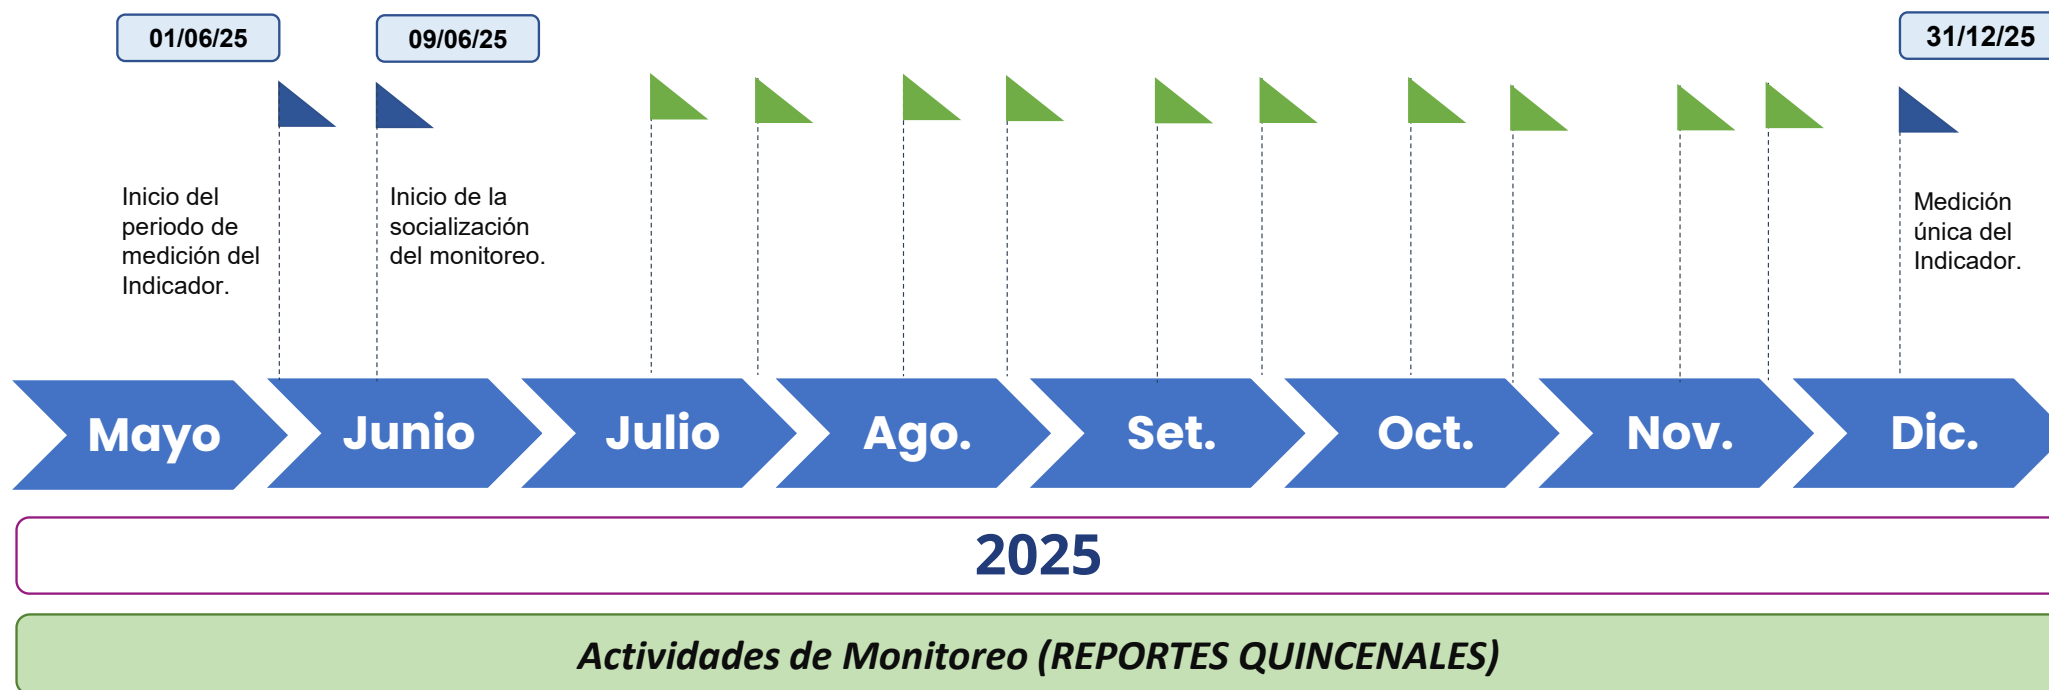 01/06/25
09/06/25
31/12/25
Inicio del
periodo de
medición del
Indicador.
Inicio de la
socialización
del monitoreo.
Medición
única del
Indicador.
Mayo
Junio
Julio
Ago.
Set.
Oct.
Nov.
Dic.
2025
Actividades de Monitoreo (REPORTES QUINCENALES)